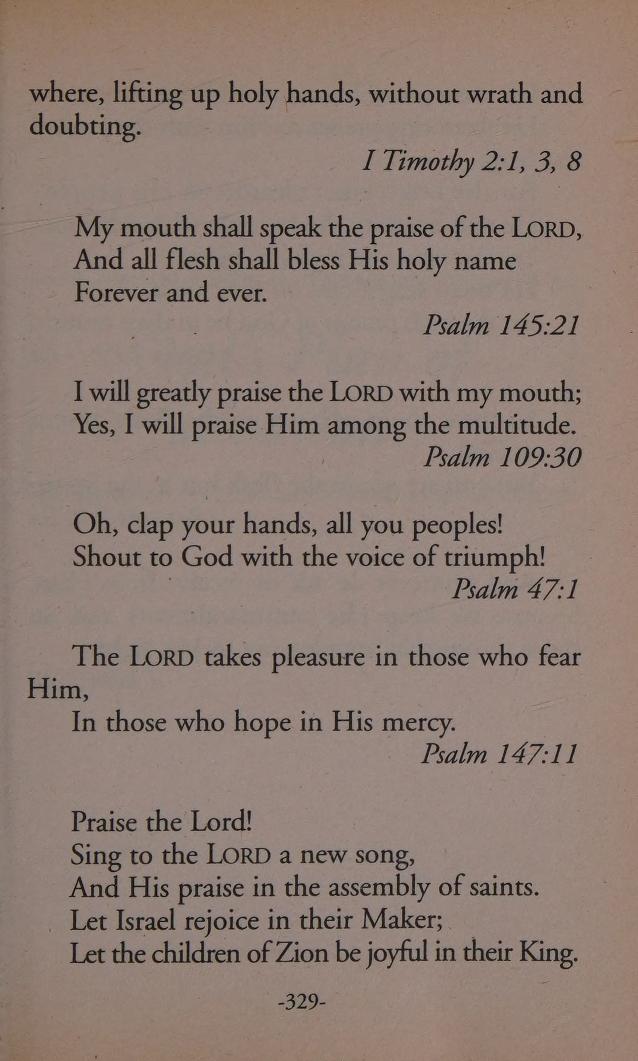 where, lifting up holy hands, without wrath and
doubting.
I Timothy 2:1, 3, 8
My mouth shall speak the praise of the LORD,
And all flesh shall bless His holy name
Forever and ever.
Psalm 145:21
I will greatly praise the LORD with my mouth;
Yes, I will praise Him among the multitude.
Psalm 109:30
Oh, clap your hands, all you peoples!
Shout to God with the voice of triumph!
Psalm 47:1
The LORD takes pleasure in those who fear
Him,
In those who hope in His mercy.
Psalm 147:11
Praise the Lord!
Sing to the LORD a new song,
And His praise in the assembly of saints.
Let Israel rejoice in their Maker;
Let the children of Zion be joyful in their King.
-329-